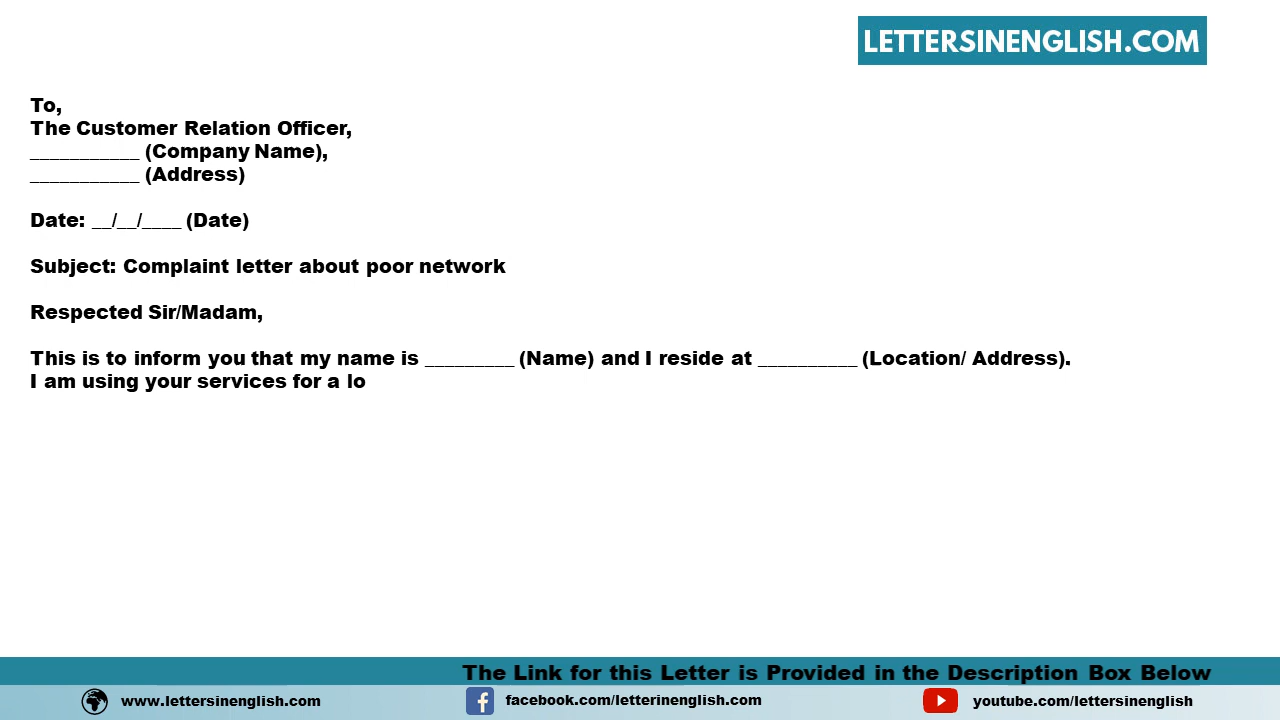 LETTERSINENGLISH.COM
To,
The Customer Relation Officer,
___________ (Company Name),
___________ (Address)
Date: __/__/____ (Date)
Subject: Complaint letter about poor network
Respected Sir/Madam,
This is to inform you that my name is _________ (Name) and I reside at __________ (Location/ Address).
I am using your services for a lo
The Link for this Letter is Provided in the Description Box Below
www.lettersinenglish.com
facebook.com/letterinenglish.com
youtube.com/lettersinenglish